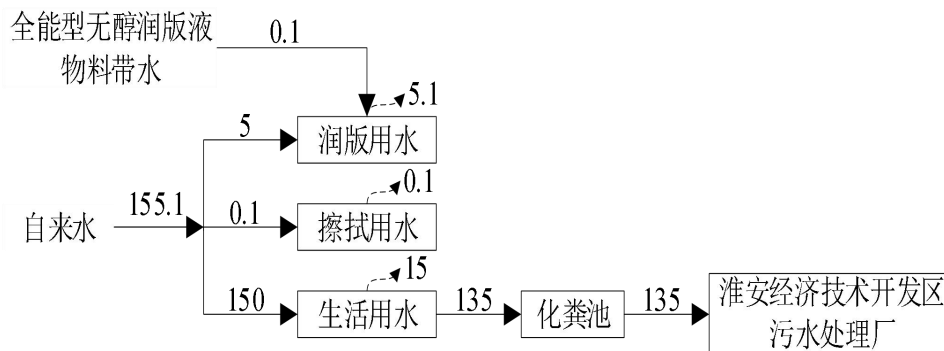 全能型无醇润版液
物料带水
0.1
5.1
5
润版用水
0.1
自来水
155.1
0.1
擦拭用水
15
150
生活用水
135
化粪池
135
淮安经济技术开发区
污水处理厂